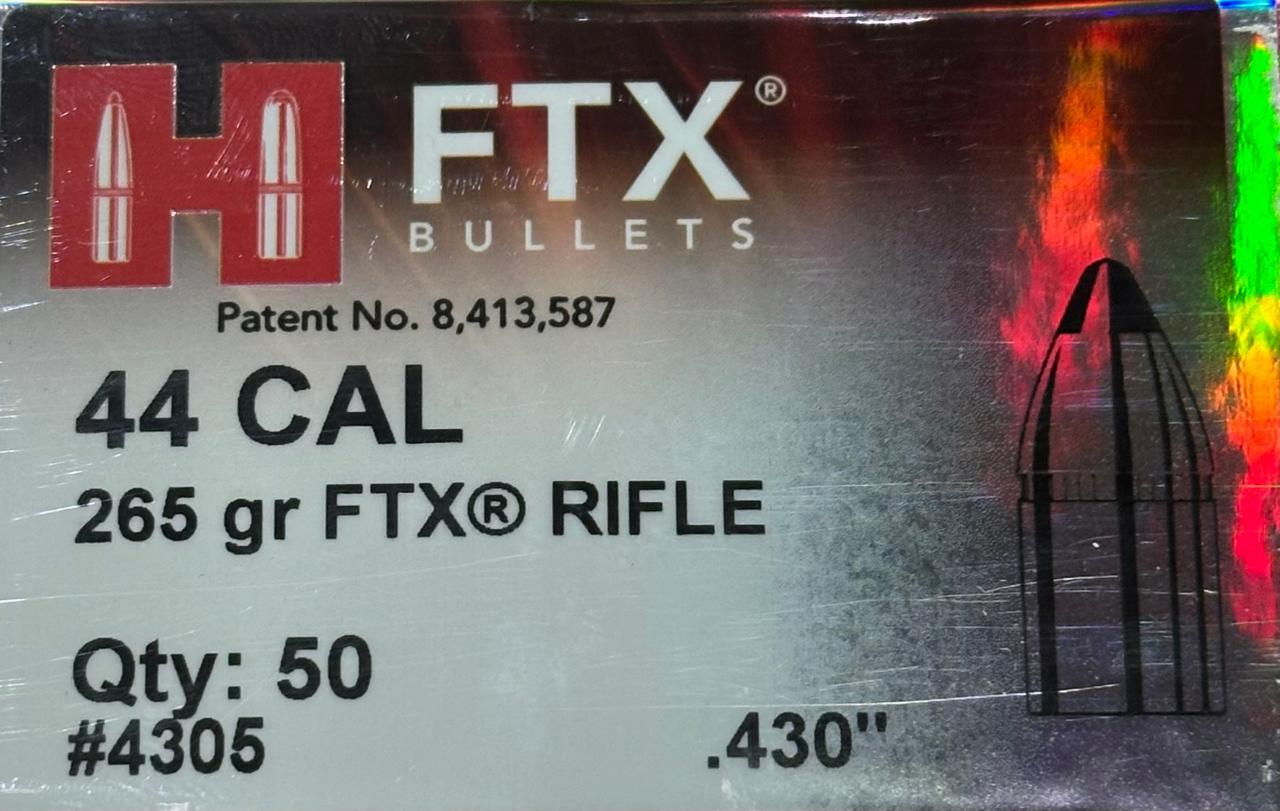 H
FTX®
BULLETS
Patent No. 8,413,587
44 CAL
265 gr FTX® RIFLE
Qty: 50
#4305
.430"